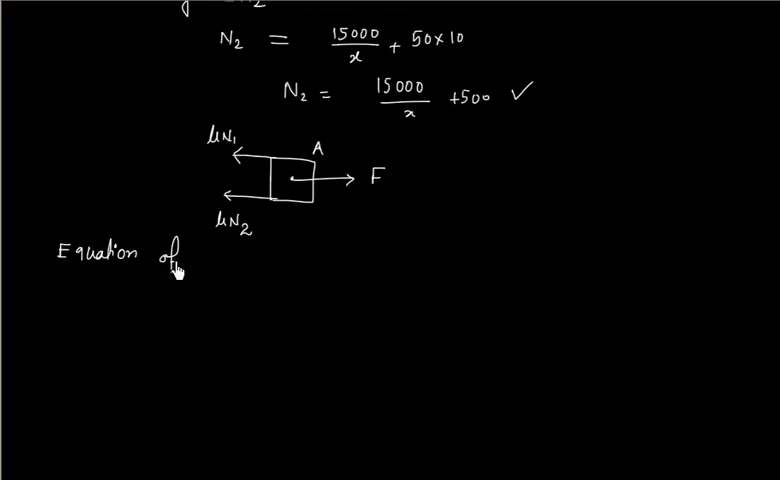 N₂ = 15000/x + 50×10
N₂ = 15000/x + 500 ✓
μN₁
A
F
μN₂
Equation of